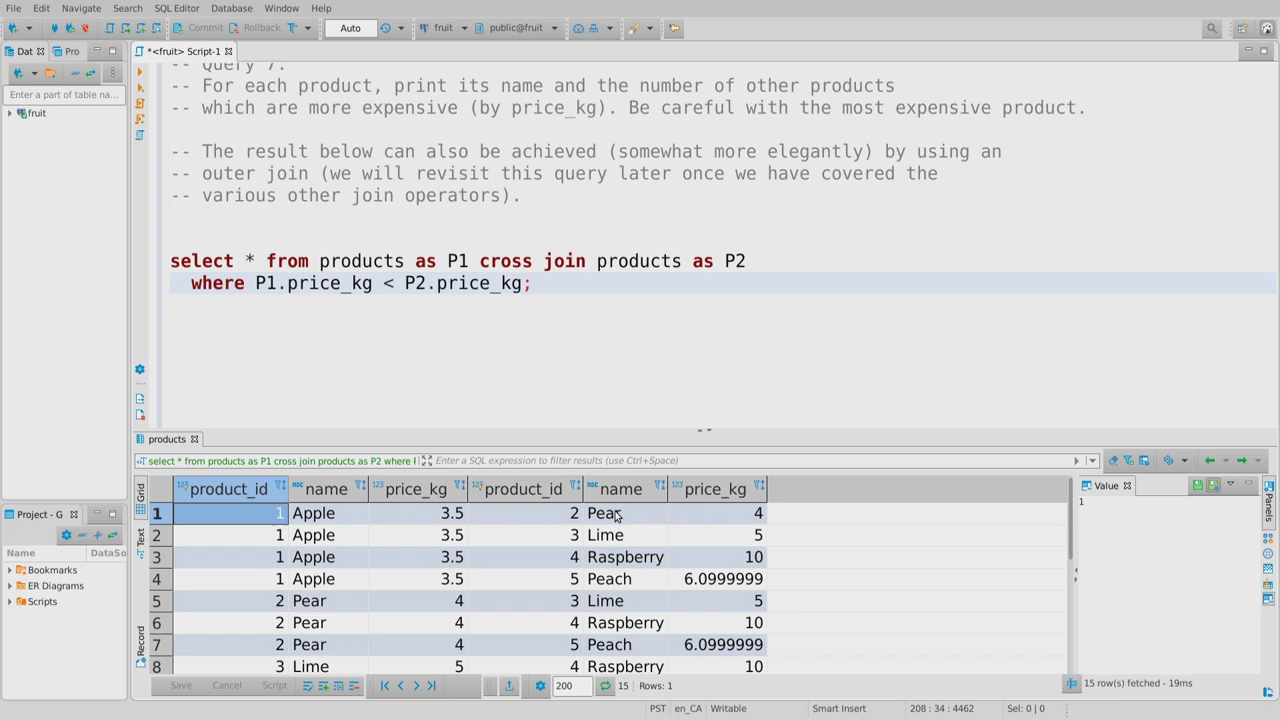 File Edit Navigate Search SQL Editor Database Window Help
Commit Rollback Auto fruit public@fruit
Dat Pro *<fruit> Script-1
Enter a part of table na...
fruit
-- Query 7.
-- For each product, print its name and the number of other products
-- which are more expensive (by price_kg). Be careful with the most expensive product.
-- The result below can also be achieved (somewhat more elegantly) by using an
-- outer join (we will revisit this query later once we have covered the
-- various other join operators).
select * from products as P1 cross join products as P2
where P1.price_kg < P2.price_kg;
products
select * from products as P1 cross join products as P2 where F Enter a SQL expression to filter results (use Ctrl+Space)
Grid
Text
Record
product_id name price_kg product_id name price_kg
1 1 Apple 3.5 2 Pear 4
2 1 Apple 3.5 3 Lime 5
3 1 Apple 3.5 4 Raspberry 10
4 1 Apple 3.5 5 Peach 6.0999999
5 2 Pear 4 3 Lime 5
6 2 Pear 4 4 Raspberry 10
7 2 Pear 4 5 Peach 6.0999999
8 3 Lime 5 4 Raspberry 10
Value
1
Panels
Project - G
Name DataSo
Bookmarks
ER Diagrams
Scripts
Save Cancel Script 200 15 Rows: 1
15 row(s) fetched - 19ms
PST en_CA Writable Smart Insert 208 : 34 : 4462 Sel: 0 | 0